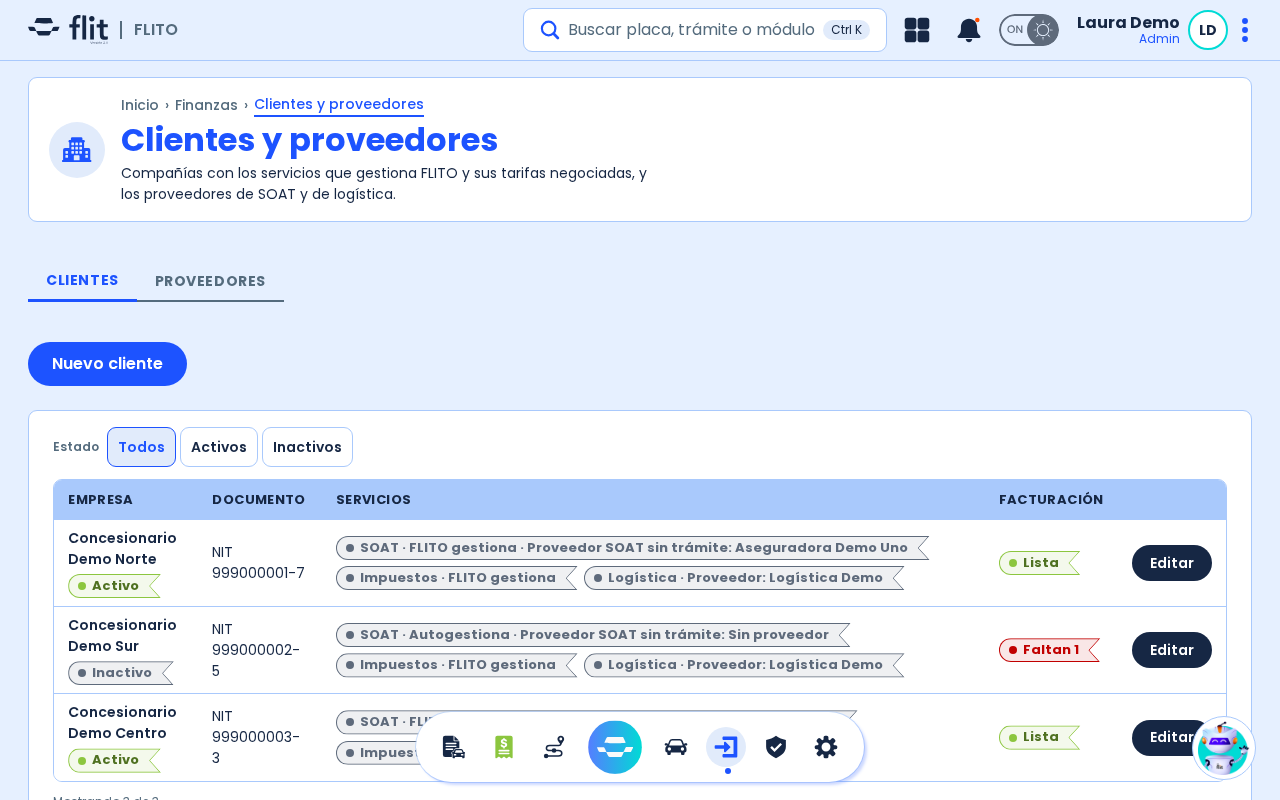 flit | FLITO
Buscar placa, trámite o módulo Ctrl K
ON
Laura Demo
Admin
LD
Inicio › Finanzas › Clientes y proveedores
Clientes y proveedores
Compañías con los servicios que gestiona FLITO y sus tarifas negociadas, y
los proveedores de SOAT y de logística.
CLIENTES PROVEEDORES
Nuevo cliente
Estado Todos Activos Inactivos
EMPRESA DOCUMENTO SERVICIOS FACTURACIÓN
Concesionario
Demo Norte
Activo
NIT
999000001-7
SOAT · FLITO gestiona · Proveedor SOAT sin trámite: Aseguradora Demo Uno
Impuestos · FLITO gestiona Logística · Proveedor: Logística Demo
Lista
Editar
Concesionario
Demo Sur
Inactivo
NIT
999000002-
5
SOAT · Autogestiona · Proveedor SOAT sin trámite: Sin proveedor
Impuestos · FLITO gestiona Logística · Proveedor: Logística Demo
Faltan 1
Editar
Concesionario
Demo Centro
Activo
NIT
999000003-
3
Lista
Editar